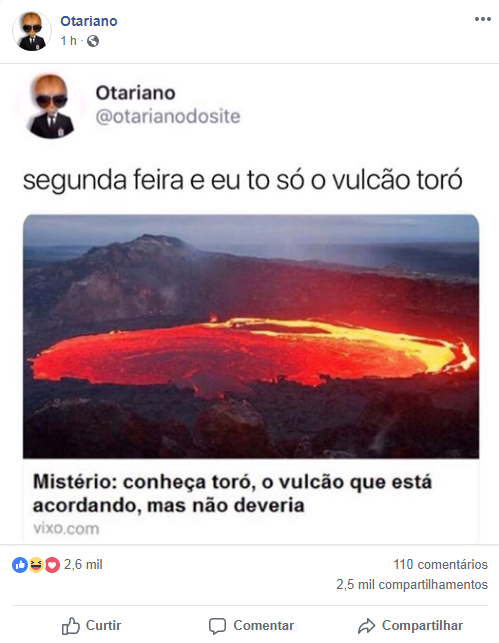 Otariano
1 h ·
Otariano
@otarianodosite
segunda feira e eu to só o vulcão toró
Mistério: conheça toró, o vulcão que está
acordando, mas não deveria
vixo.com
2,6 mil
110 comentários
2,5 mil compartilhamentos
Curtir
Comentar
Compartilhar